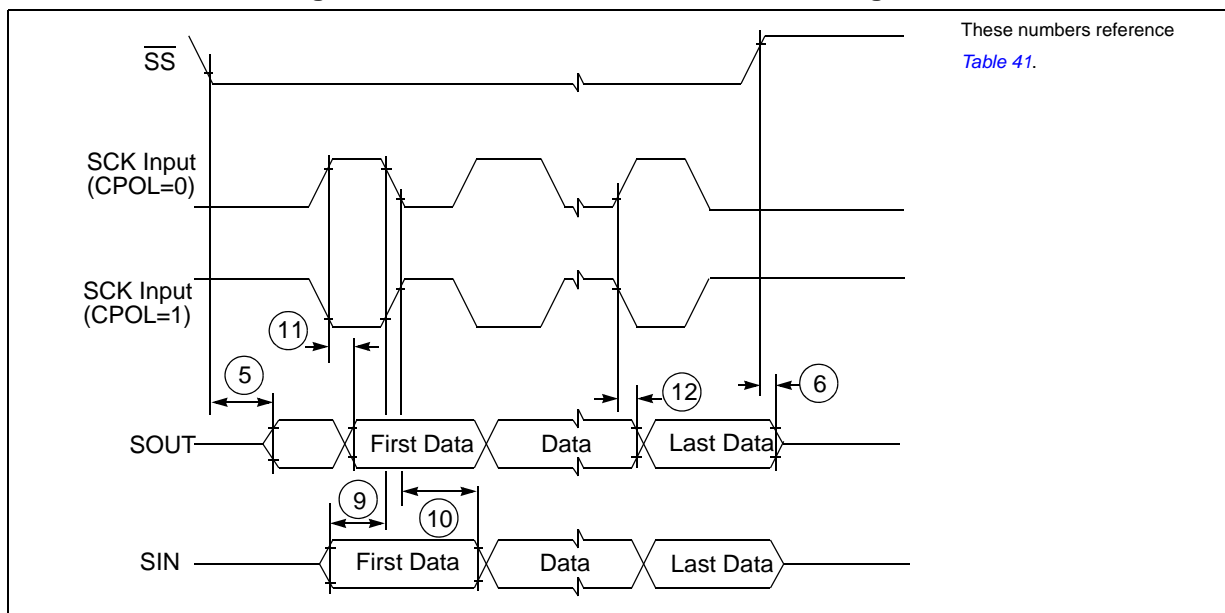 These numbers reference
Table 41.
SS
SCK Input
(CPOL=0)
SCK Input
(CPOL=1)
11
5
12
6
SOUT
First Data
Data
Last Data
9
10
SIN
First Data
Data
Last Data